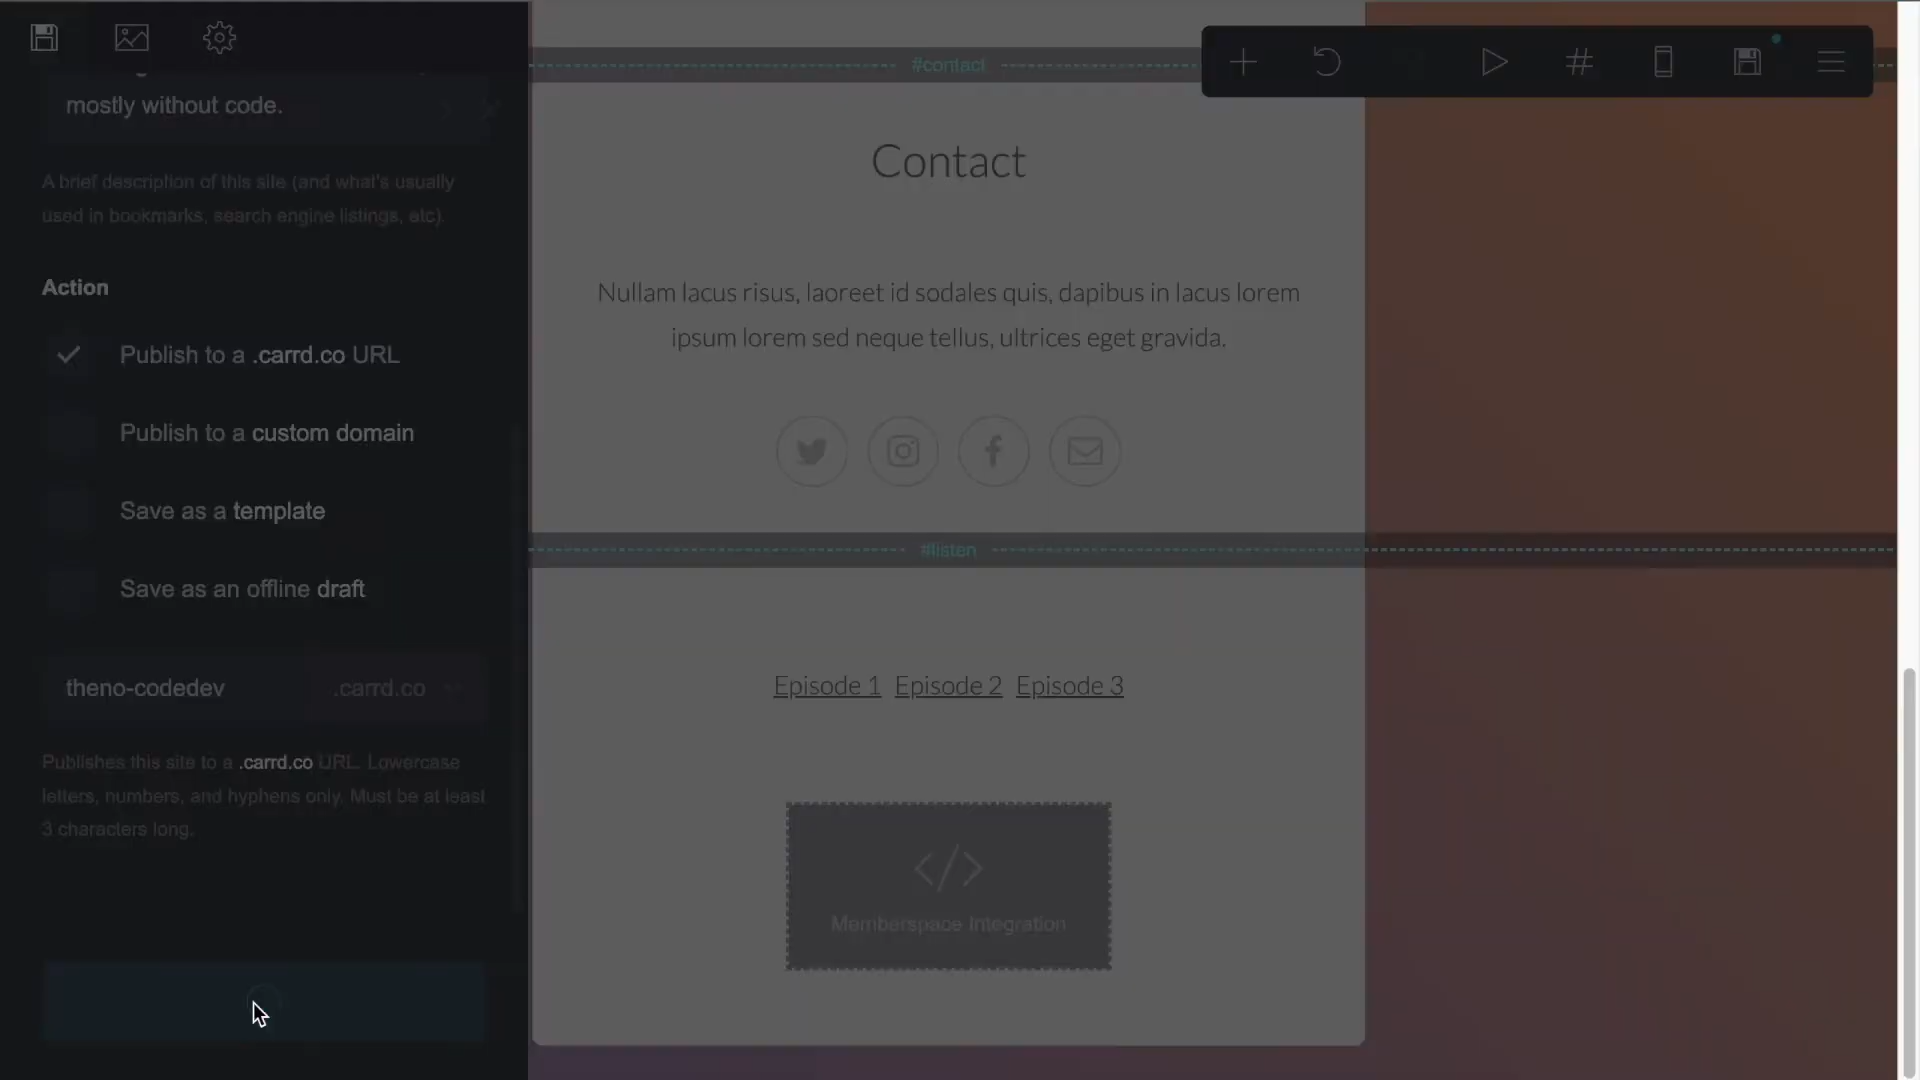 mostly without code.
A brief description of this site (and what's usually
used in bookmarks, search engine listings, etc).
Action
Publish to a .carrd.co URL
Publish to a custom domain
Save as a template
Save as an offline draft
theno-codedev .carrd.co
Publishes this site to a .carrd.co URL. Lowercase
letters, numbers, and hyphens only. Must be at least
3 characters long.
#contact
Contact
Nullam lacus risus, laoreet id sodales quis, dapibus in lacus lorem
ipsum lorem sed neque tellus, ultrices eget gravida.
#listen
Episode 1 Episode 2 Episode 3
</>
Memberspace Integration